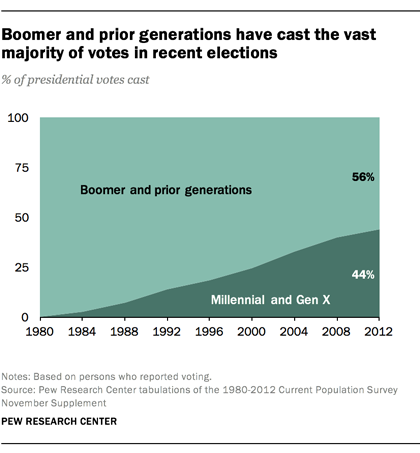 Boomer and prior generations have cast the vast
majority of votes in recent elections
% of presidential votes cast
100
75
50
25
0
Boomer and prior generations
56%
44%
Millennial and Gen X
1980 1984 1988 1992 1996 2000 2004 2008 2012
Notes: Based on persons who reported voting.
Source: Pew Research Center tabulations of the 1980-2012 Current Population Survey
November Supplement
PEW RESEARCH CENTER